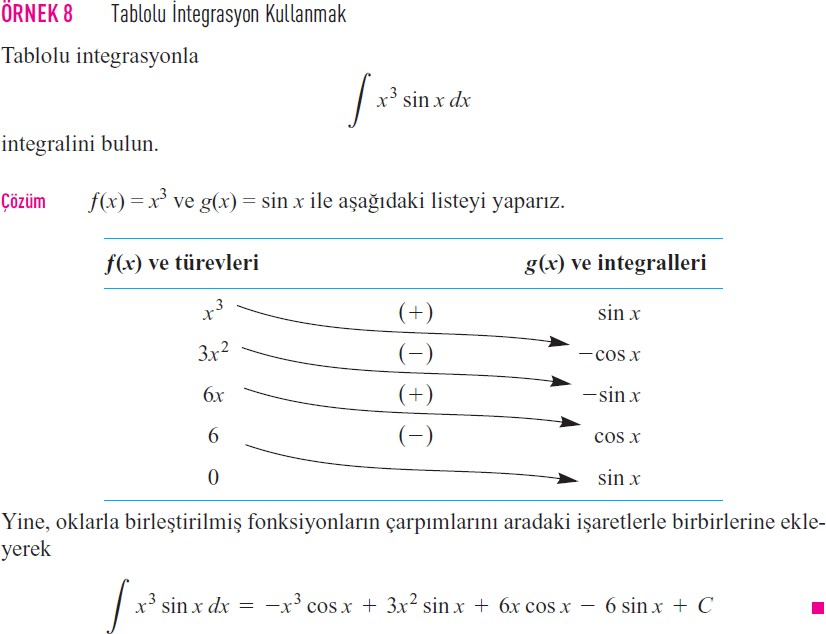 ÖRNEK 8 Tablolu İntegrasyon Kullanmak
Tablolu integrasyonla
∫ x³ sin x dx
integralini bulun.
Çözüm f(x) = x³ ve g(x) = sin x ile aşağıdaki listeyi yaparız.
f(x) ve türevleri g(x) ve integralleri
x³ (+) sin x
3x² (−) −cos x
6x (+) −sin x
6 (−) cos x
0 sin x
Yine, oklarla birleştirilmiş fonksiyonların çarpımlarını aradaki işaretlerle birbirlerine ekle-
yerek
∫ x³ sin x dx = −x³ cos x + 3x² sin x + 6x cos x − 6 sin x + C